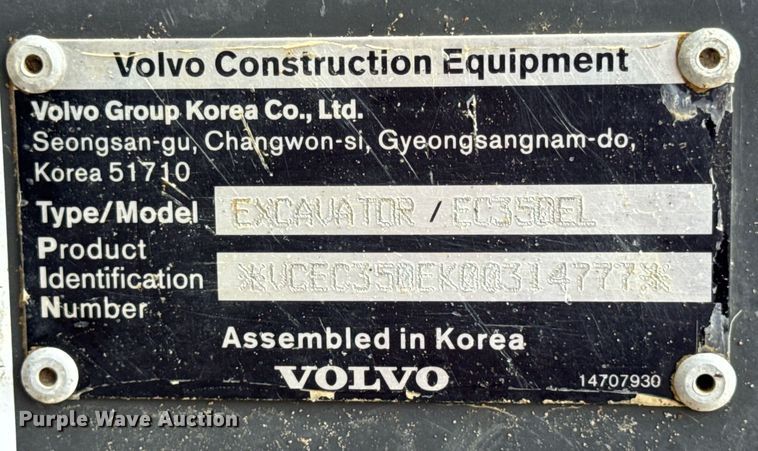 Volvo Construction Equipment
Volvo Group Korea Co., Ltd.
Seongsan-gu, Changwon-si, Gyeongsangnam-do,
Korea 51710
Type/Model EXCAVATOR / EC350EL
Product
Identification *VCEC350EK00314777*
Number
Assembled in Korea
VOLVO
14707930
Purple Wave Auction